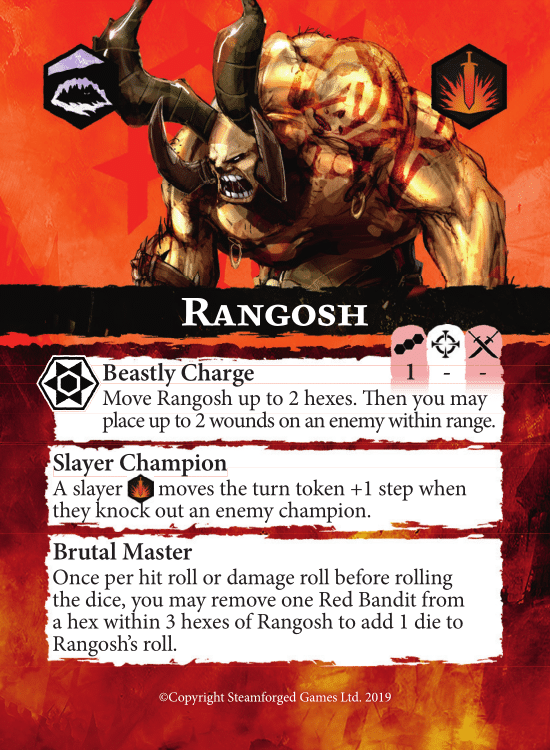 RANGOSH
Beastly Charge
1 - -
Move Rangosh up to 2 hexes. Then you may
place up to 2 wounds on an enemy within range.
Slayer Champion
A slayer moves the turn token +1 step when
they knock out an enemy champion.
Brutal Master
Once per hit roll or damage roll before rolling
the dice, you may remove one Red Bandit from
a hex within 3 hexes of Rangosh to add 1 die to
Rangosh's roll.
©Copyright Steamforged Games Ltd. 2019